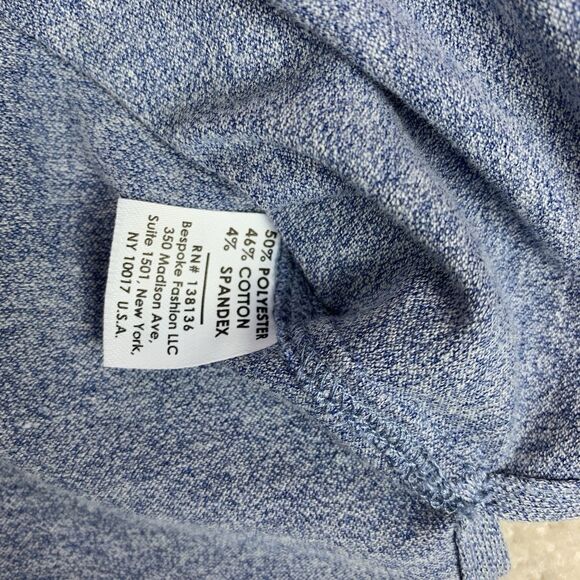 50% POLYESTER
46% COTTON
4% SPANDEX
RN# 138136
Bespoke Fashion LLC
350 Madison Ave,
Suite 1501, New York,
NY 10017 U.S.A.